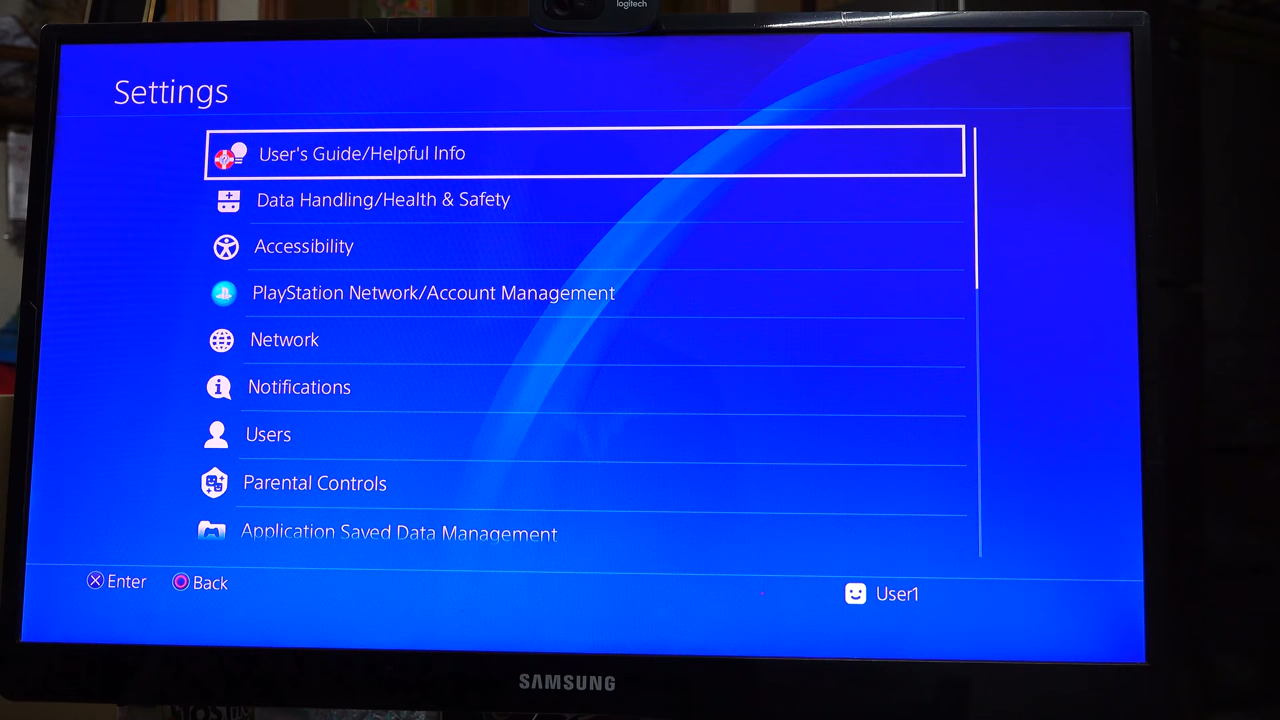 logitech
Settings
User's Guide/Helpful Info
Data Handling/Health & Safety
Accessibility
PlayStation Network/Account Management
Network
Notifications
Users
Parental Controls
Application Saved Data Management
Enter
Back
User1
SAMSUNG